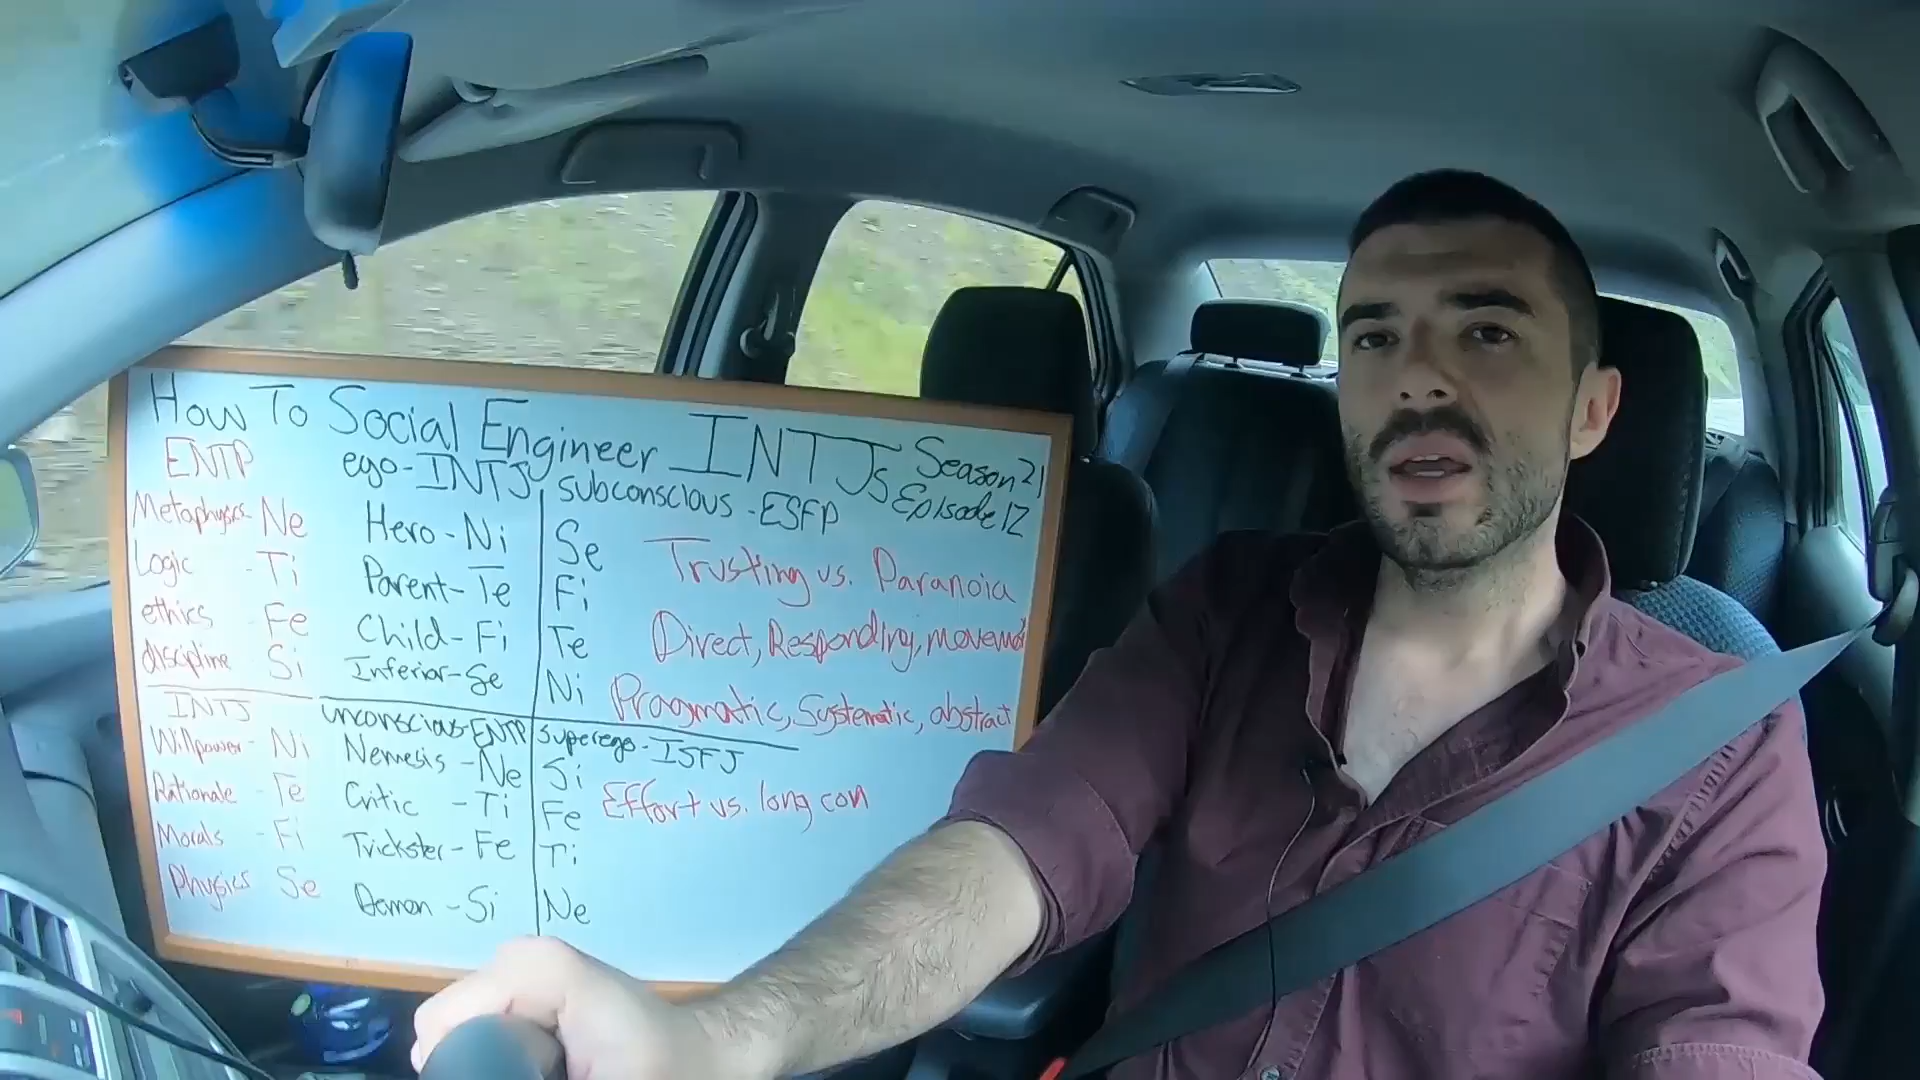 How To Social Engineer INTJs Season 21
Episode 12
ENTP
Metaphysics - Ne
Logic - Ti
ethics Fe
discipline Si
INTJ
Willpower - Ni
Rationale - Te
Morals - Fi
Physics Se
ego - INTJ
Hero - Ni
Parent - Te
Child - Fi
Inferior - Se
subconscious - ESFP
Se
Fi
Te
Ni
unconscious - ENTP
Nemesis - Ne
Critic - Ti
Trickster - Fe
Demon - Si
Superego - ISFJ
Si
Fe
Ti
Ne
Trusting vs. Paranoia
Direct, Responding,
Pragmatic, Systematic, abstract
Effort vs. long con